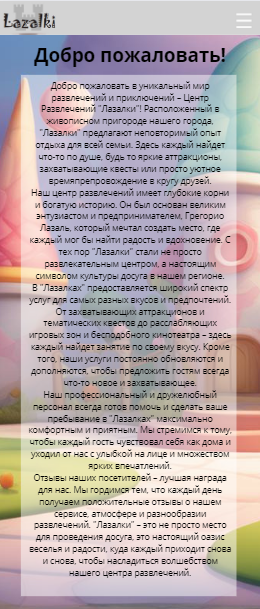 Lazalki
Добро пожаловать!
Добро пожаловать в уникальный мир
развлечений и приключений – Центр
Развлечений "Лазалки"! Расположенный в
живописном пригороде нашего города,
"Лазалки" предлагают неповторимый опыт
отдыха для всей семьи. Здесь каждый найдет
что-то по душе, будь то яркие аттракционы,
захватывающие квесты или просто уютное
времяпрепровождение в кругу друзей.
Наш центр развлечений имеет глубокие корни
и богатую историю. Он был основан великим
энтузиастом и предпринимателем, Грегорио
Лазаль, который мечтал создать место, где
каждый мог бы найти радость и вдохновение. С
тех пор "Лазалки" стали не просто
развлекательным центром, а настоящим
символом культуры досуга в нашем регионе.
В "Лазалках" предоставляется широкий спектр
услуг для самых разных вкусов и предпочтений.
От захватывающих аттракционов и
тематических квестов до расслабляющих
игровых зон и бесподобного кинотеатра – здесь
каждый найдет занятие по своему вкусу. Кроме
того, наши услуги постоянно обновляются и
дополняются, чтобы предложить гостям всегда
что-то новое и захватывающее.
Наш профессиональный и дружелюбный
персонал всегда готов помочь и сделать ваше
пребывание в "Лазалках" максимально
комфортным и приятным. Мы стремимся к тому,
чтобы каждый гость чувствовал себя как дома и
уходил от нас с улыбкой на лице и множеством
ярких впечатлений.
Отзывы наших посетителей – лучшая награда
для нас. Мы гордимся тем, что каждый день
получаем положительные отзывы о нашем
сервисе, атмосфере и разнообразии
развлечений. "Лазалки" – это не просто место
для проведения досуга, это настоящий оазис
веселья и радости, куда каждый приходит снова
и снова, чтобы насладиться волшебством
нашего центра развлечений.